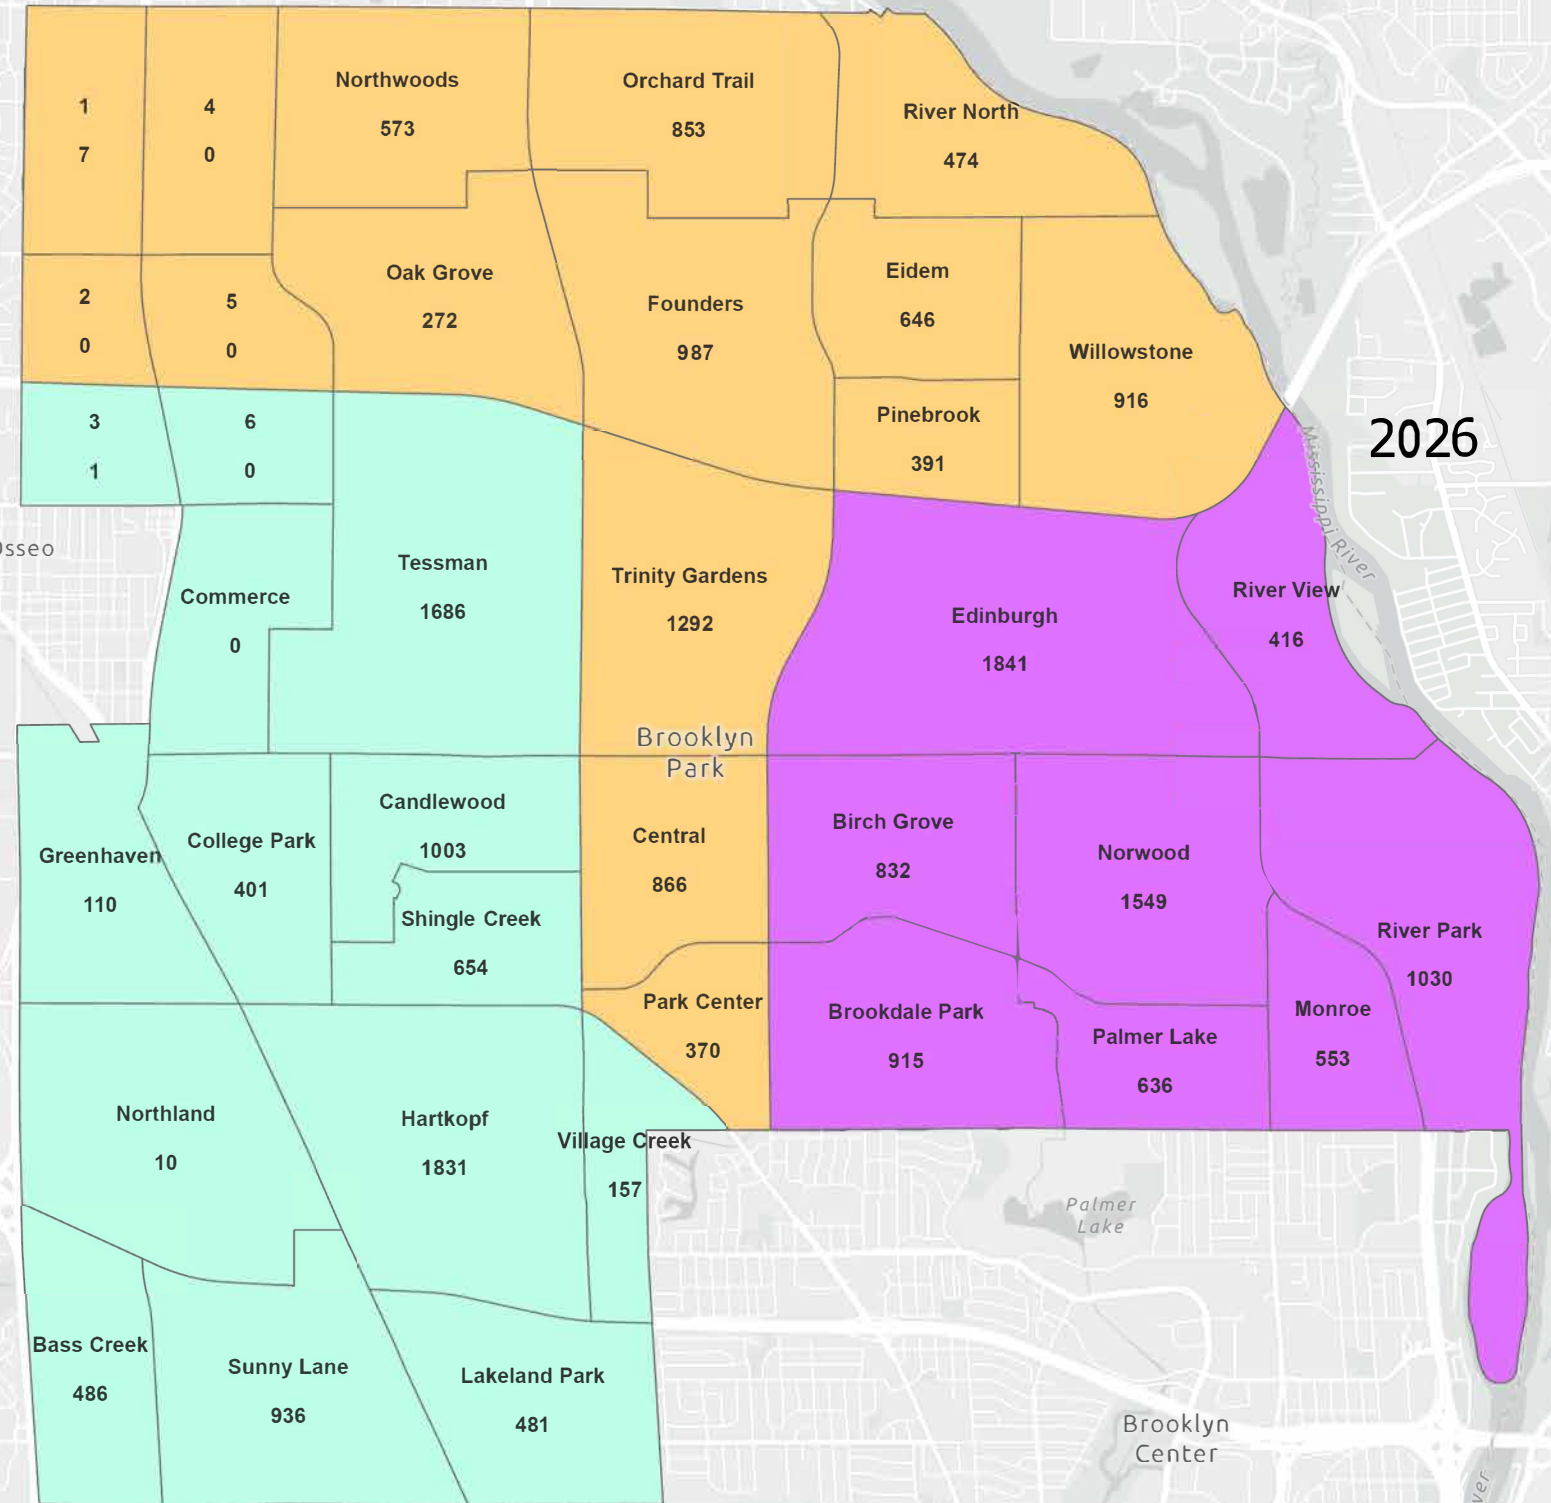 1
7
4
0
Northwoods
573
Orchard Trail
853
River North
474
2
0
5
0
Oak Grove
272
Founders
987
Eidem
646
Willowstone
916
Pinebrook
391
2026
3
1
6
0
Mississippi River
Osseo
Commerce
0
Tessman
1686
Trinity Gardens
1292
Edinburgh
1841
River View
416
Brooklyn
Park
Greenhaven
110
College Park
401
Candlewood
1003
Shingle Creek
654
Central
866
Birch Grove
832
Norwood
1549
River Park
1030
Park Center
370
Brookdale Park
915
Palmer Lake
636
Monroe
553
Northland
10
Hartkopf
1831
Village Creek
157
Palmer
Lake
Bass Creek
486
Sunny Lane
936
Lakeland Park
481
Brooklyn
Center
ver